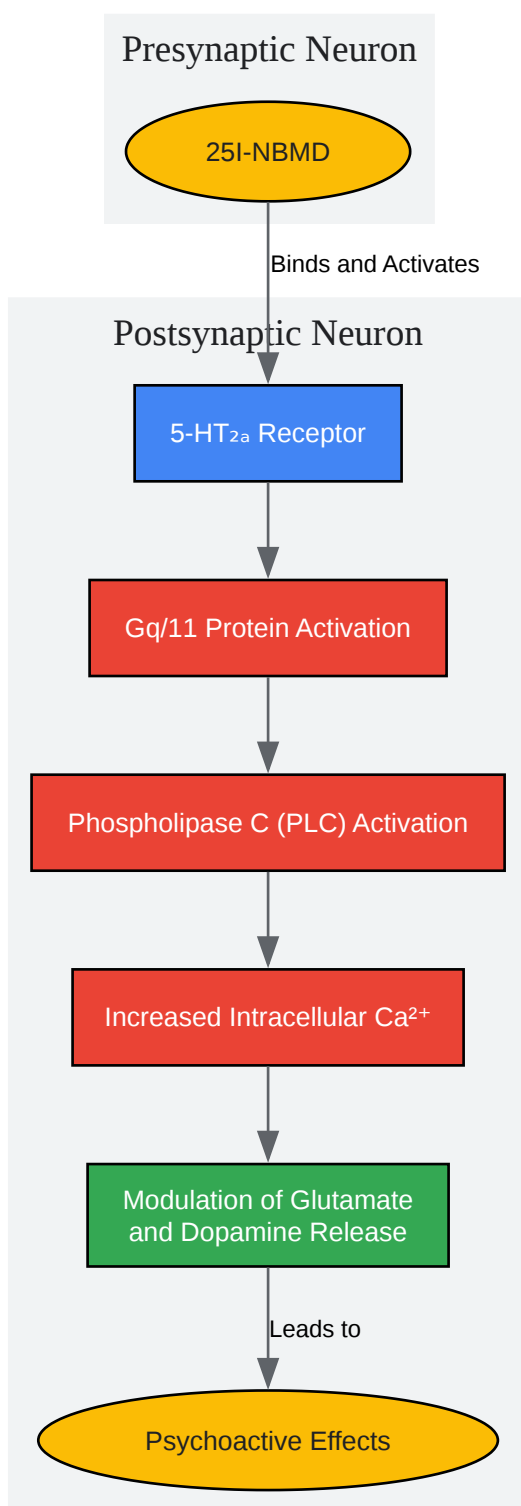 Presynaptic Neuron
25I-NBMD
Binds and Activates
Postsynaptic Neuron
5-HT₂ₐ Receptor
Gq/11 Protein Activation
Phospholipase C (PLC) Activation
Increased Intracellular Ca²⁺
Modulation of Glutamate
and Dopamine Release
Leads to
Psychoactive Effects